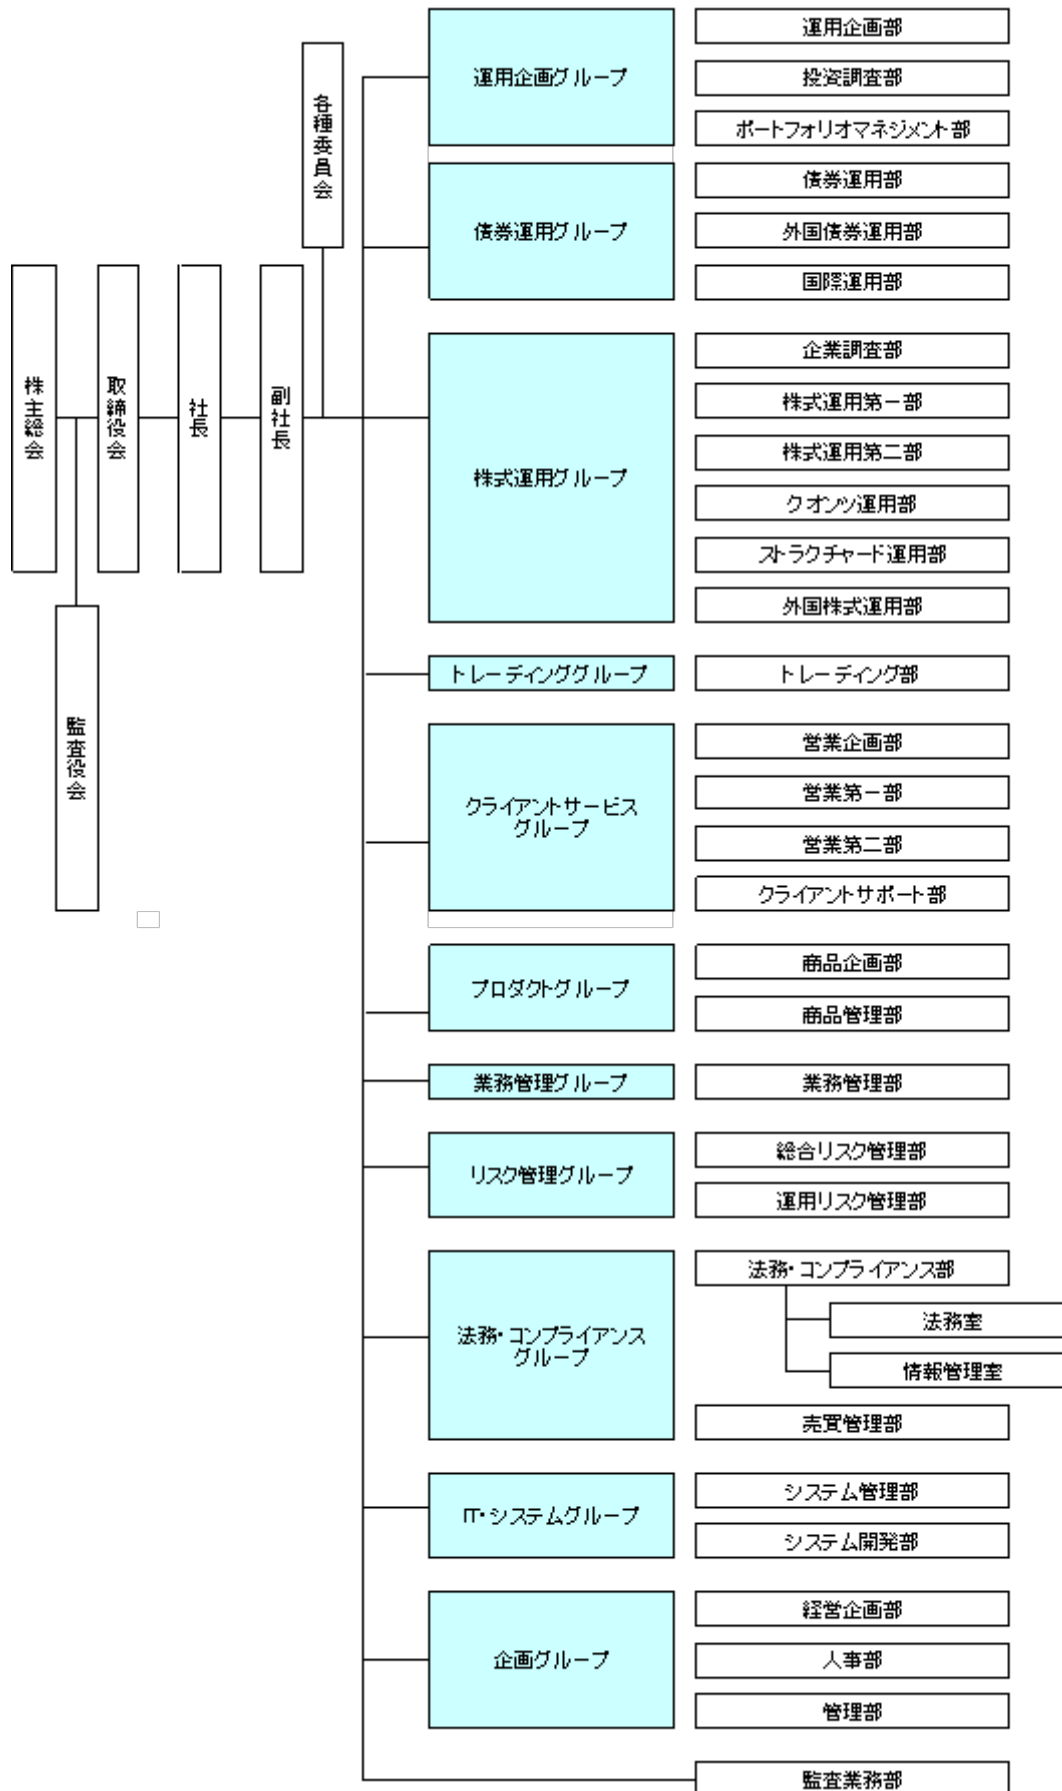 株主総会
監査役会
取締役会
社長
副社長
各種委員会
運用企画グループ
運用企画部
投資調査部
ポートフォリオマネジメント部
債券運用グループ
債券運用部
外国債券運用部
国際運用部
株式運用グループ
企業調査部
株式運用第一部
株式運用第二部
クオンツ運用部
ストラクチャード運用部
外国株式運用部
トレーディンググループ
トレーディング部
クライアントサービス
グループ
営業企画部
営業第一部
営業第二部
クライアントサポート部
プロダクトグループ
商品企画部
商品管理部
業務管理グループ
業務管理部
リスク管理グループ
総合リスク管理部
運用リスク管理部
法務・コンプライアンス
グループ
法務・コンプライアンス部
法務室
情報管理室
売買管理部
IT・システムグループ
システム管理部
システム開発部
企画グループ
経営企画部
人事部
管理部
監査業務部